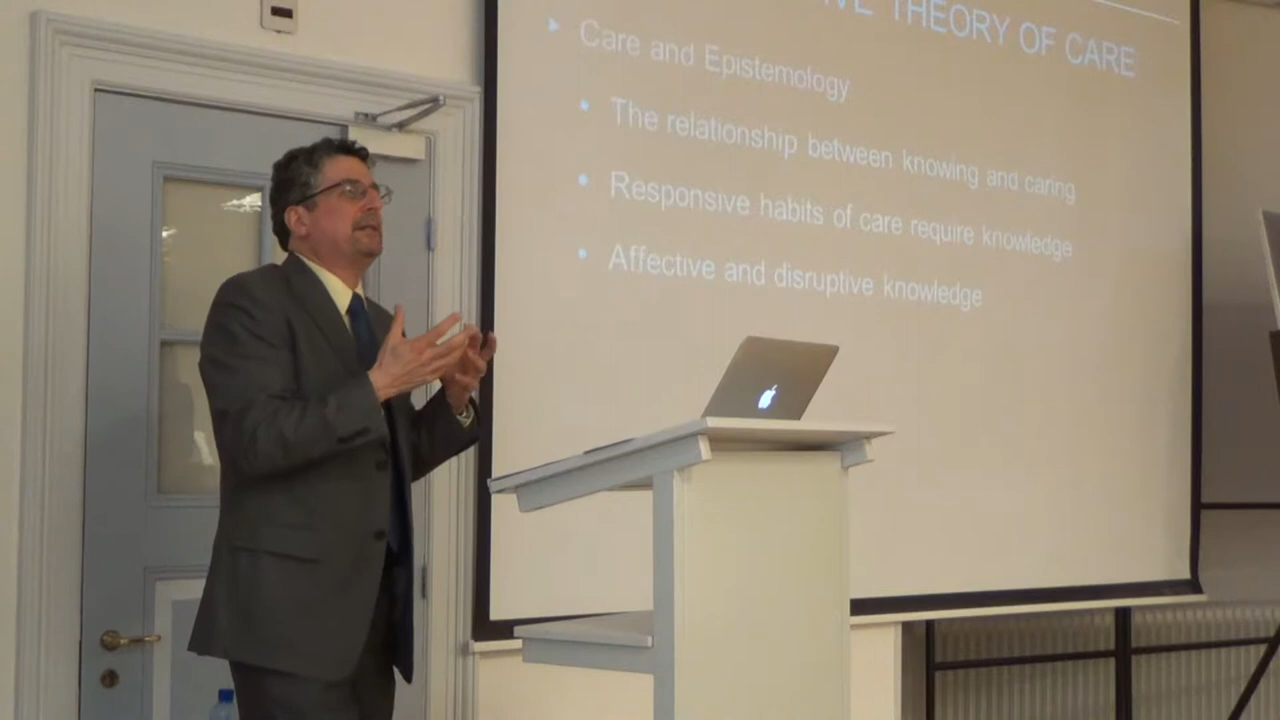 THEORY OF CARE
Care and Epistemology
The relationship between knowing and caring
Responsive habits of care require knowledge
Affective and disruptive knowledge